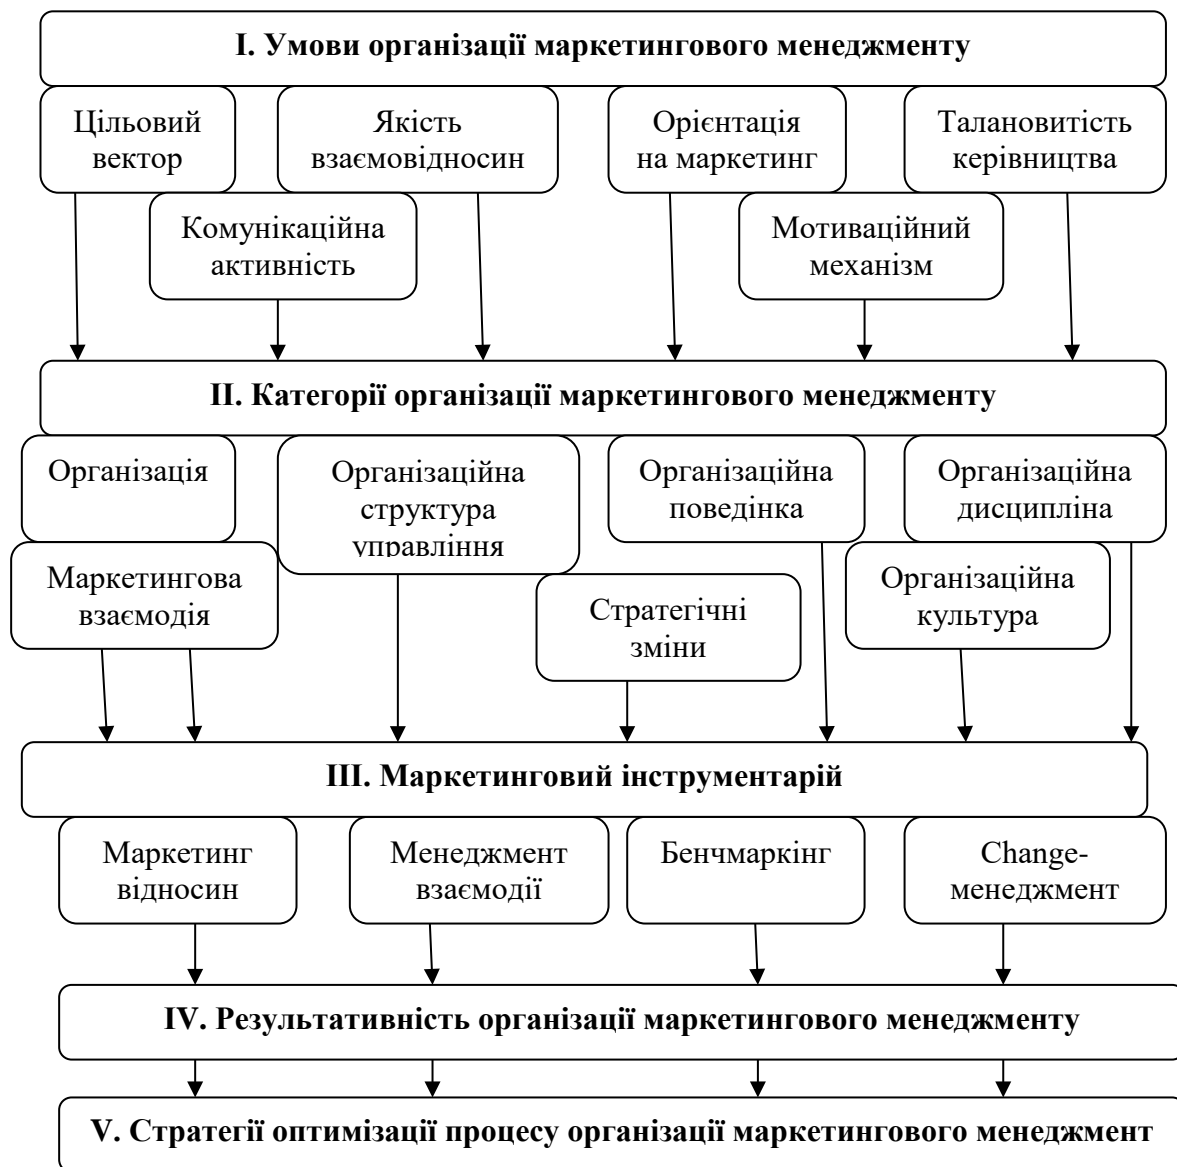 I. Умови організації маркетингового менеджменту
Цільовий
вектор
Якість
взаємовідносин
Орієнтація
на маркетинг
Талановитість
керівництва
Комунікаційна
активність
Мотиваційний
механізм
II. Категорії організації маркетингового менеджменту
Організація
Організаційна
структура
управління
Організаційна
поведінка
Організаційна
дисципліна
Маркетингова
взаємодія
Стратегічні
зміни
Організаційна
культура
III. Маркетинговий інструментарій
Маркетинг
відносин
Менеджмент
взаємодії
Бенчмаркінг
Change-
менеджмент
IV. Результативність організації маркетингового менеджменту
V. Стратегії оптимізації процесу організації маркетингового менеджмент